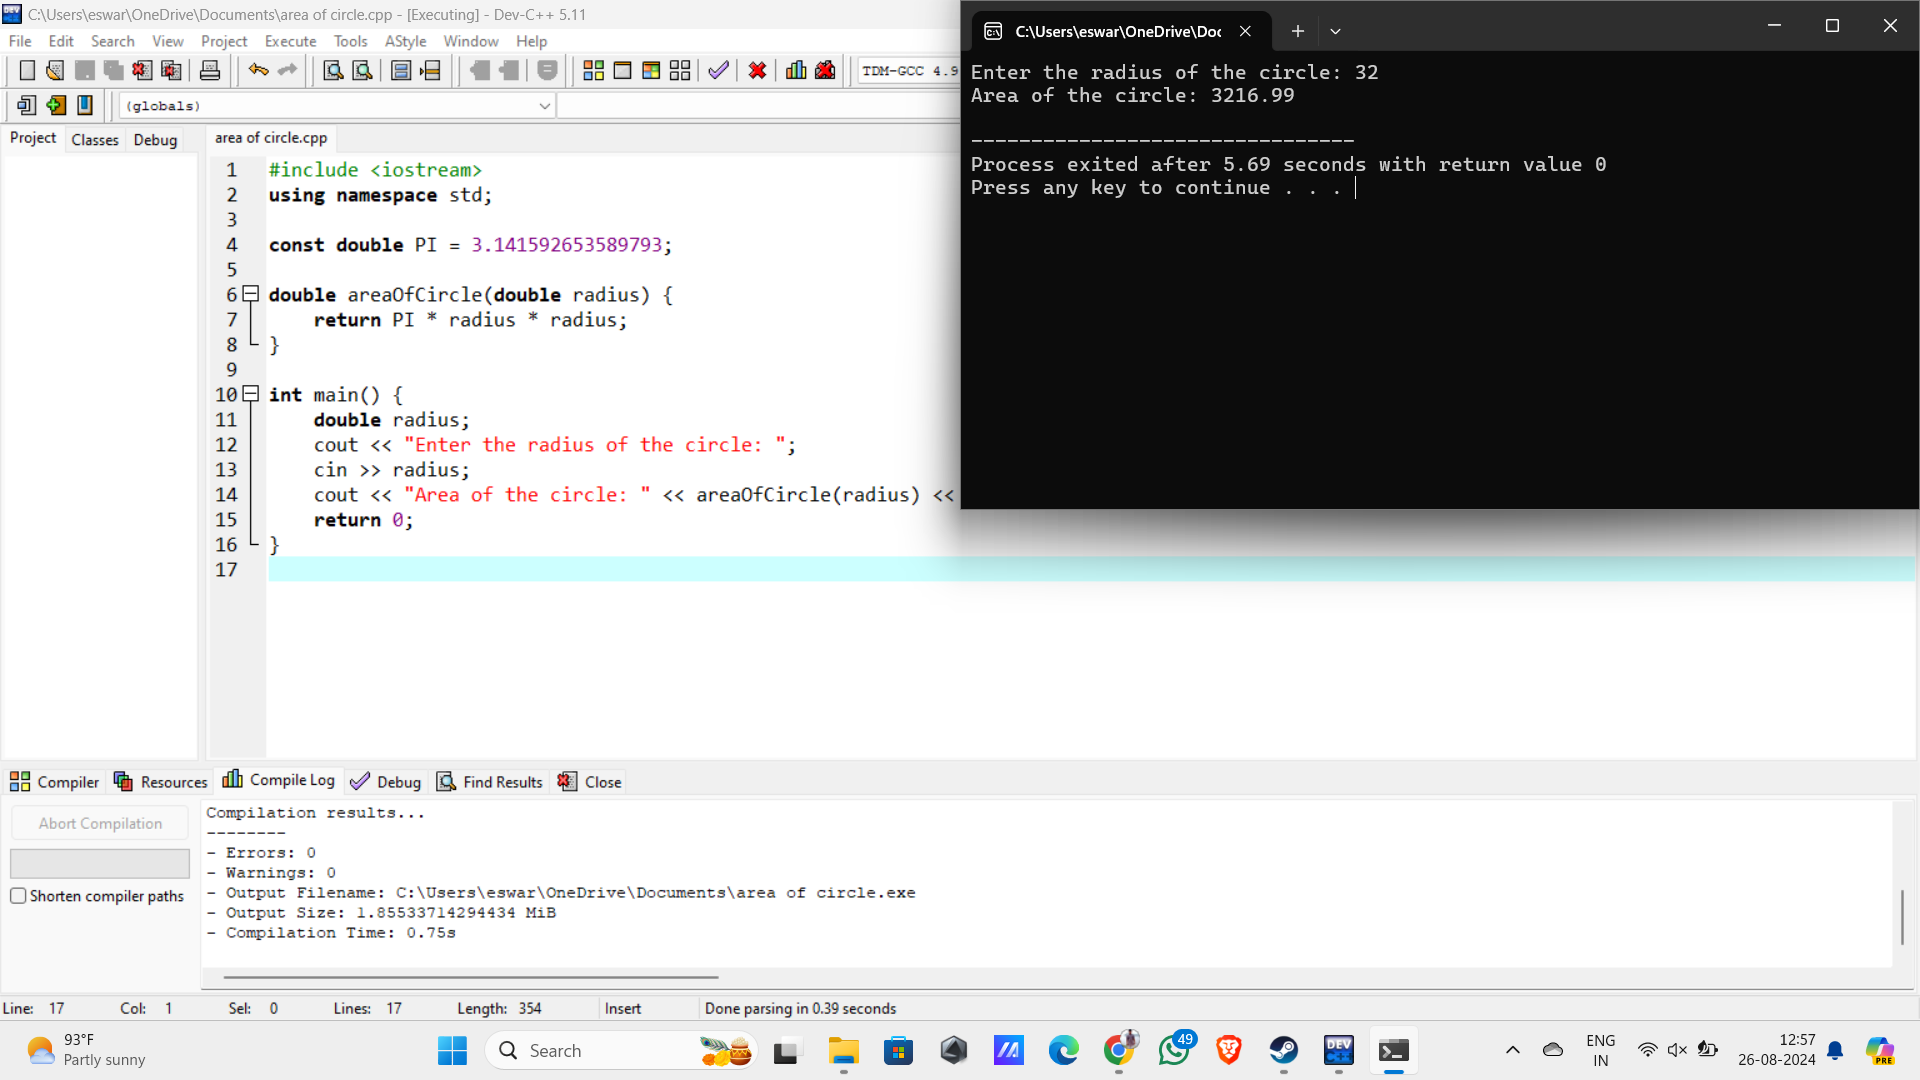 C:\Users\eswar\OneDrive\Documents\area of circle.cpp - [Executing] - Dev-C++ 5.11
File Edit Search View Project Execute Tools AStyle Window Help
TDM-GCC 4.9
(globals)
Project Classes Debug
area of circle.cpp
1 #include <iostream>
2 using namespace std;
3
4 const double PI = 3.141592653589793;
5
6 double areaOfCircle(double radius) {
7 return PI * radius * radius;
8 }
9
10 int main() {
11 double radius;
12 cout << "Enter the radius of the circle: ";
13 cin >> radius;
14 cout << "Area of the circle: " << areaOfCircle(radius) <<
15 return 0;
16 }
17
C:\Users\eswar\OneDrive\Doc
Enter the radius of the circle: 32
Area of the circle: 3216.99
--------------------------------
Process exited after 5.69 seconds with return value 0
Press any key to continue . . .
Compiler Resources Compile Log Debug Find Results Close
Abort Compilation
Shorten compiler paths
Compilation results...
--------
- Errors: 0
- Warnings: 0
- Output Filename: C:\Users\eswar\OneDrive\Documents\area of circle.exe
- Output Size: 1.85533714294434 MiB
- Compilation Time: 0.75s
Line: 17 Col: 1 Sel: 0 Lines: 17 Length: 354 Insert Done parsing in 0.39 seconds
93°F
Partly sunny
Search
49
DEV
C++
ENG
IN
12:57
26-08-2024
PRE